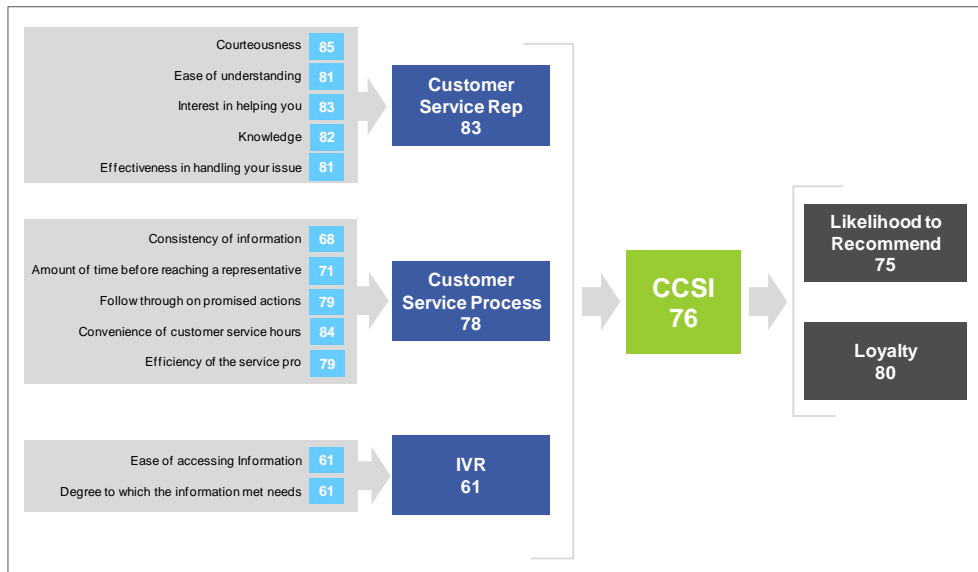 Courteousness 85
Ease of understanding 81
Interest in helping you 83
Knowledge 82
Effectiveness in handling your issue 81
Customer
Service Rep
83
Consistency of information 68
Amount of time before reaching a representative 71
Follow through on promised actions 79
Convenience of customer service hours 84
Efficiency of the service pro 79
Customer
Service Process
78
Ease of accessing Information 61
Degree to which the information met needs 61
IVR
61
CCSI
76
Likelihood to
Recommend
75
Loyalty
80